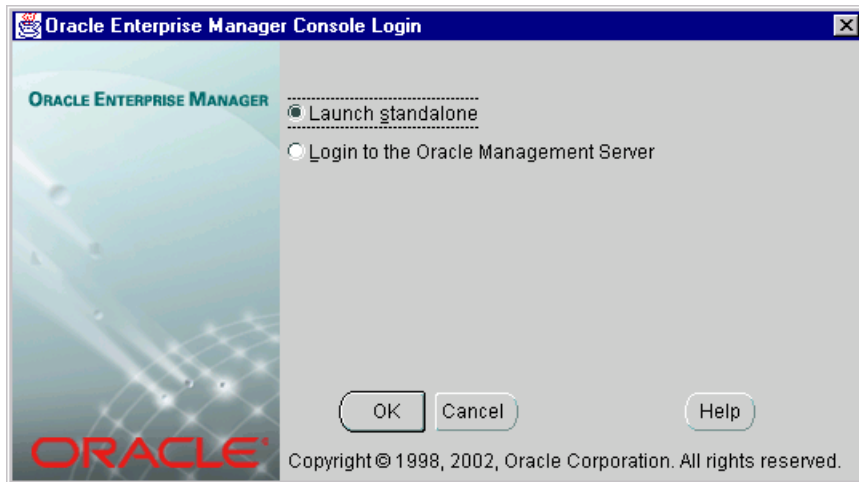 Oracle Enterprise Manager Console Login
ORACLE ENTERPRISE MANAGER
Launch standalone
Login to the Oracle Management Server
OK Cancel Help
ORACLE®
Copyright © 1998, 2002, Oracle Corporation. All rights reserved.